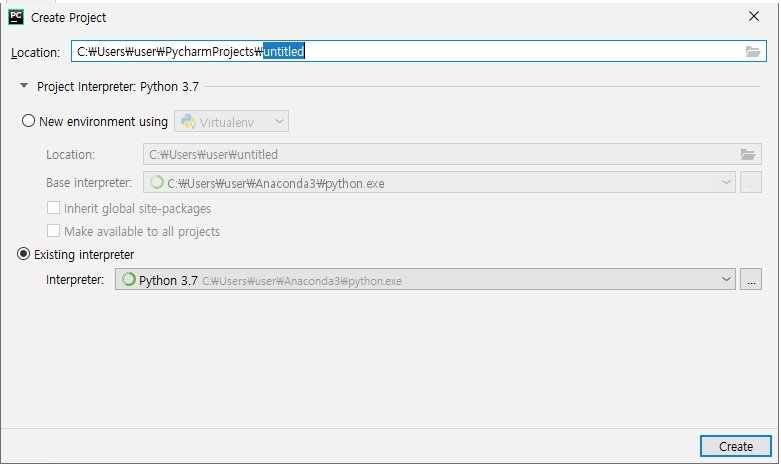 PC Create Project
Location: C:₩Users₩user₩PycharmProjects₩untitled
Project Interpreter: Python 3.7
New environment using Virtualenv
Location: C:₩Users₩user₩untitled
Base interpreter: C:₩Users₩user₩Anaconda3₩python.exe ...
Inherit global site-packages
Make available to all projects
Existing interpreter
Interpreter: Python 3.7 C:₩Users₩user₩Anaconda3₩python.exe ...
Create